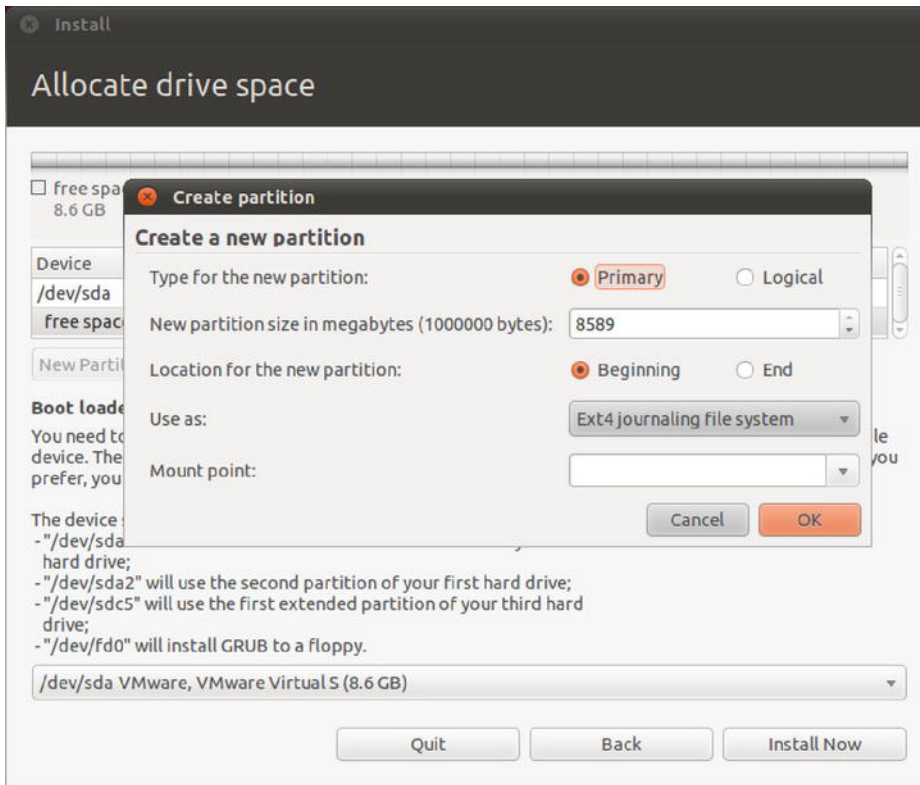 Install
Allocate drive space
free spa
8.6 GB
Create partition
Create a new partition
Device
Type for the new partition: Primary Logical
/dev/sda
New partition size in megabytes (1000000 bytes): 8589
free spac
New Parti
Location for the new partition: Beginning End
Boot loade
Use as: Ext4 journaling file system
You need to le
device. The you
prefer, you
Mount point:
Cancel OK
The device
- "/dev/sda
hard drive;
- "/dev/sda2" will use the second partition of your first hard drive;
- "/dev/sdc5" will use the first extended partition of your third hard
drive;
- "/dev/fd0" will install GRUB to a floppy.
/dev/sda VMware, VMware Virtual S (8.6 GB)
Quit Back Install Now